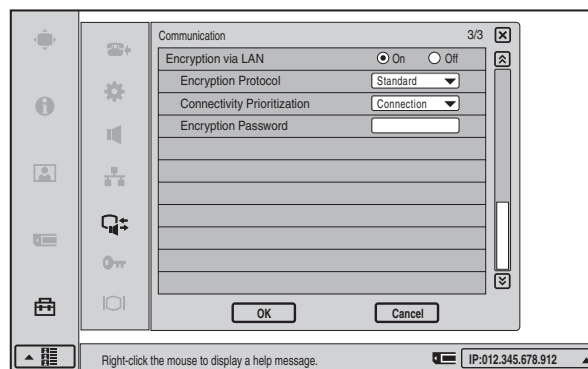 Communication 3/3
Encryption via LAN On Off
Encryption Protocol Standard
Connectivity Prioritization Connection
Encryption Password
OK Cancel
Right-click the mouse to display a help message. IP:012.345.678.912